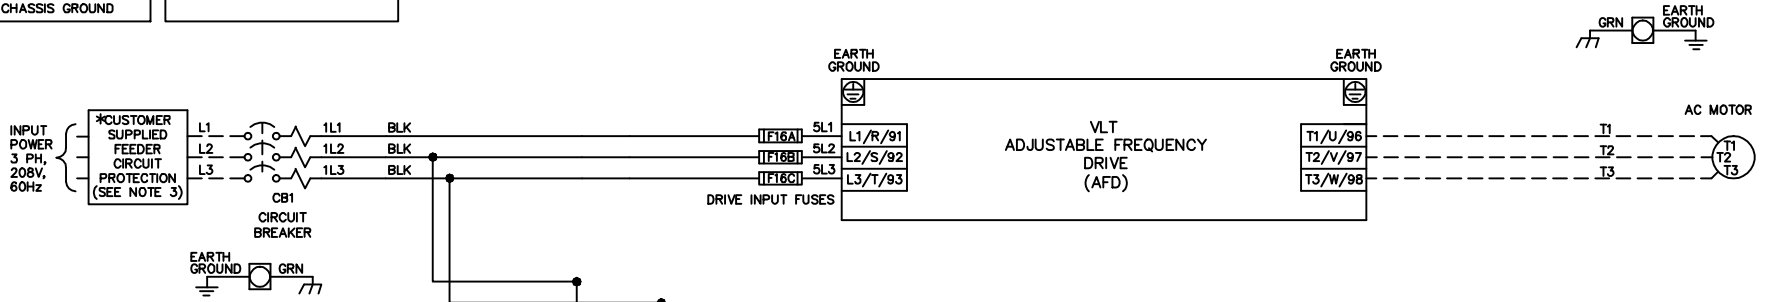 CHASSIS GROUND
GRN
EARTH
GROUND
EARTH
GROUND
EARTH
GROUND
INPUT
POWER
3 PH,
208V,
60Hz
*CUSTOMER
SUPPLIED
FEEDER
CIRCUIT
PROTECTION
(SEE NOTE 3)
L1
L2
L3
CB1
CIRCUIT
BREAKER
1L1
1L2
1L3
BLK
BLK
BLK
F16A
F16B
F16C
DRIVE INPUT FUSES
5L1
5L2
5L3
L1/R/91
L2/S/92
L3/T/93
VLT
ADJUSTABLE FREQUENCY
DRIVE
(AFD)
T1/U/96
T2/V/97
T3/W/98
T1
T2
T3
AC MOTOR
T1
T2
T3
EARTH
GROUND
GRN